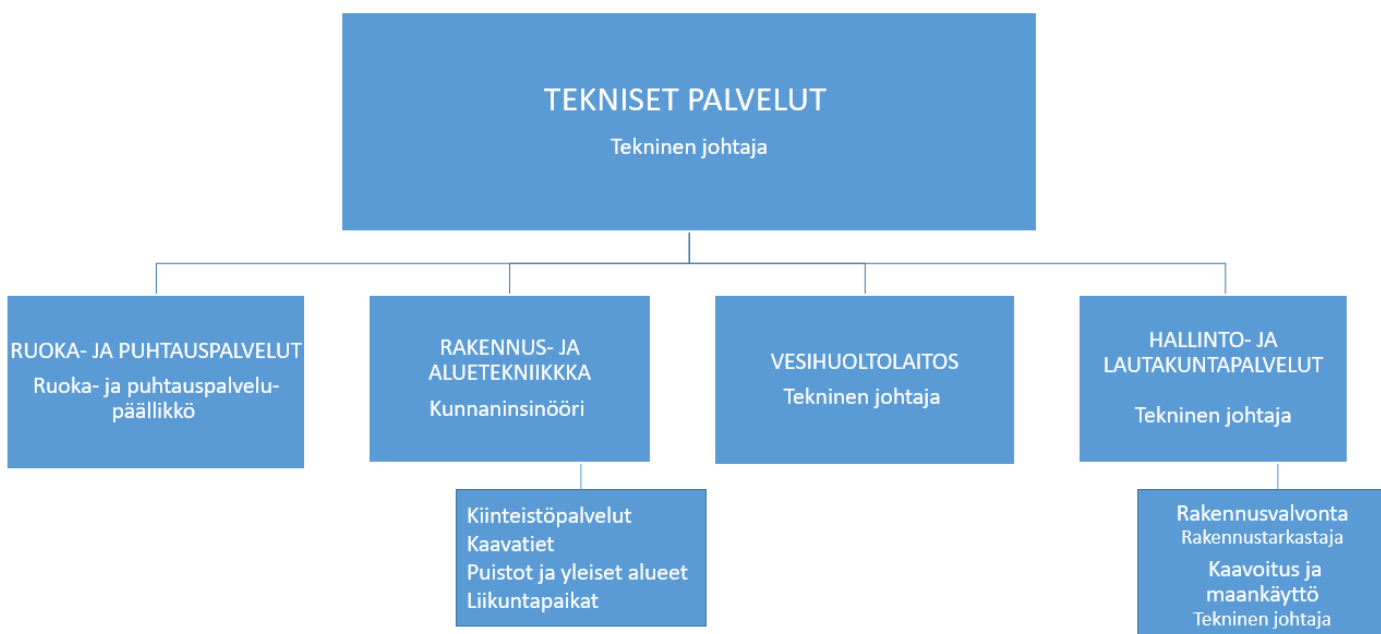 TEKNISET PALVELUT
Tekninen johtaja
RUOKA- JA PUHTAUSPALVELUT
Ruoka- ja puhtauspalvelu-
päällikkö
RAKENNUS- JA
ALUETEKNIIKKKA
Kunnaninsinööri
VESIHUOLTOLAITOS
Tekninen johtaja
HALLINTO- JA
LAUTAKUNTAPALVELUT
Tekninen johtaja
Kiinteistöpalvelut
Kaavatiet
Puistot ja yleiset alueet
Liikuntapaikat
Rakennusvalvonta
Rakennustarkastaja
Kaavoitus ja
maankäyttö
Tekninen johtaja